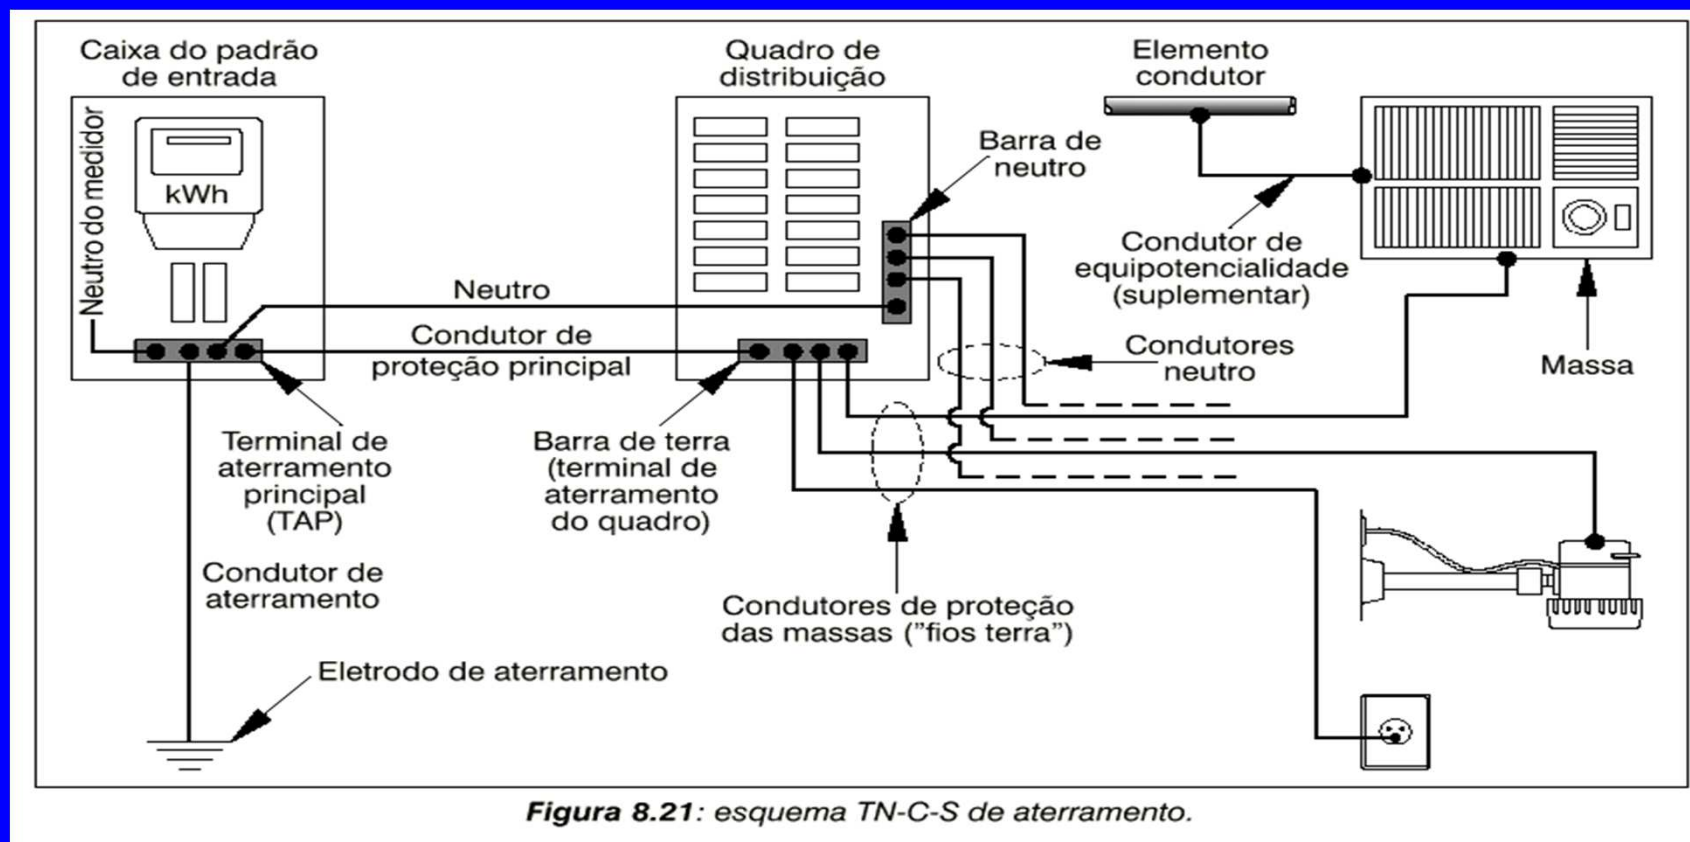 Caixa do padrão
de entrada
Neutro do medidor
kWh
Quadro de
distribuição
Elemento
condutor
Barra de
neutro
Condutor de
equipotencialidade
(suplementar)
Neutro
Condutor de
proteção principal
Condutores
neutro
Massa
Terminal de
aterramento
principal
(TAP)
Barra de terra
(terminal de
aterramento
do quadro)
Condutor de
aterramento
Condutores de proteção
das massas (”fios terra”)
Eletrodo de aterramento
Figura 8.21: esquema TN-C-S de aterramento.